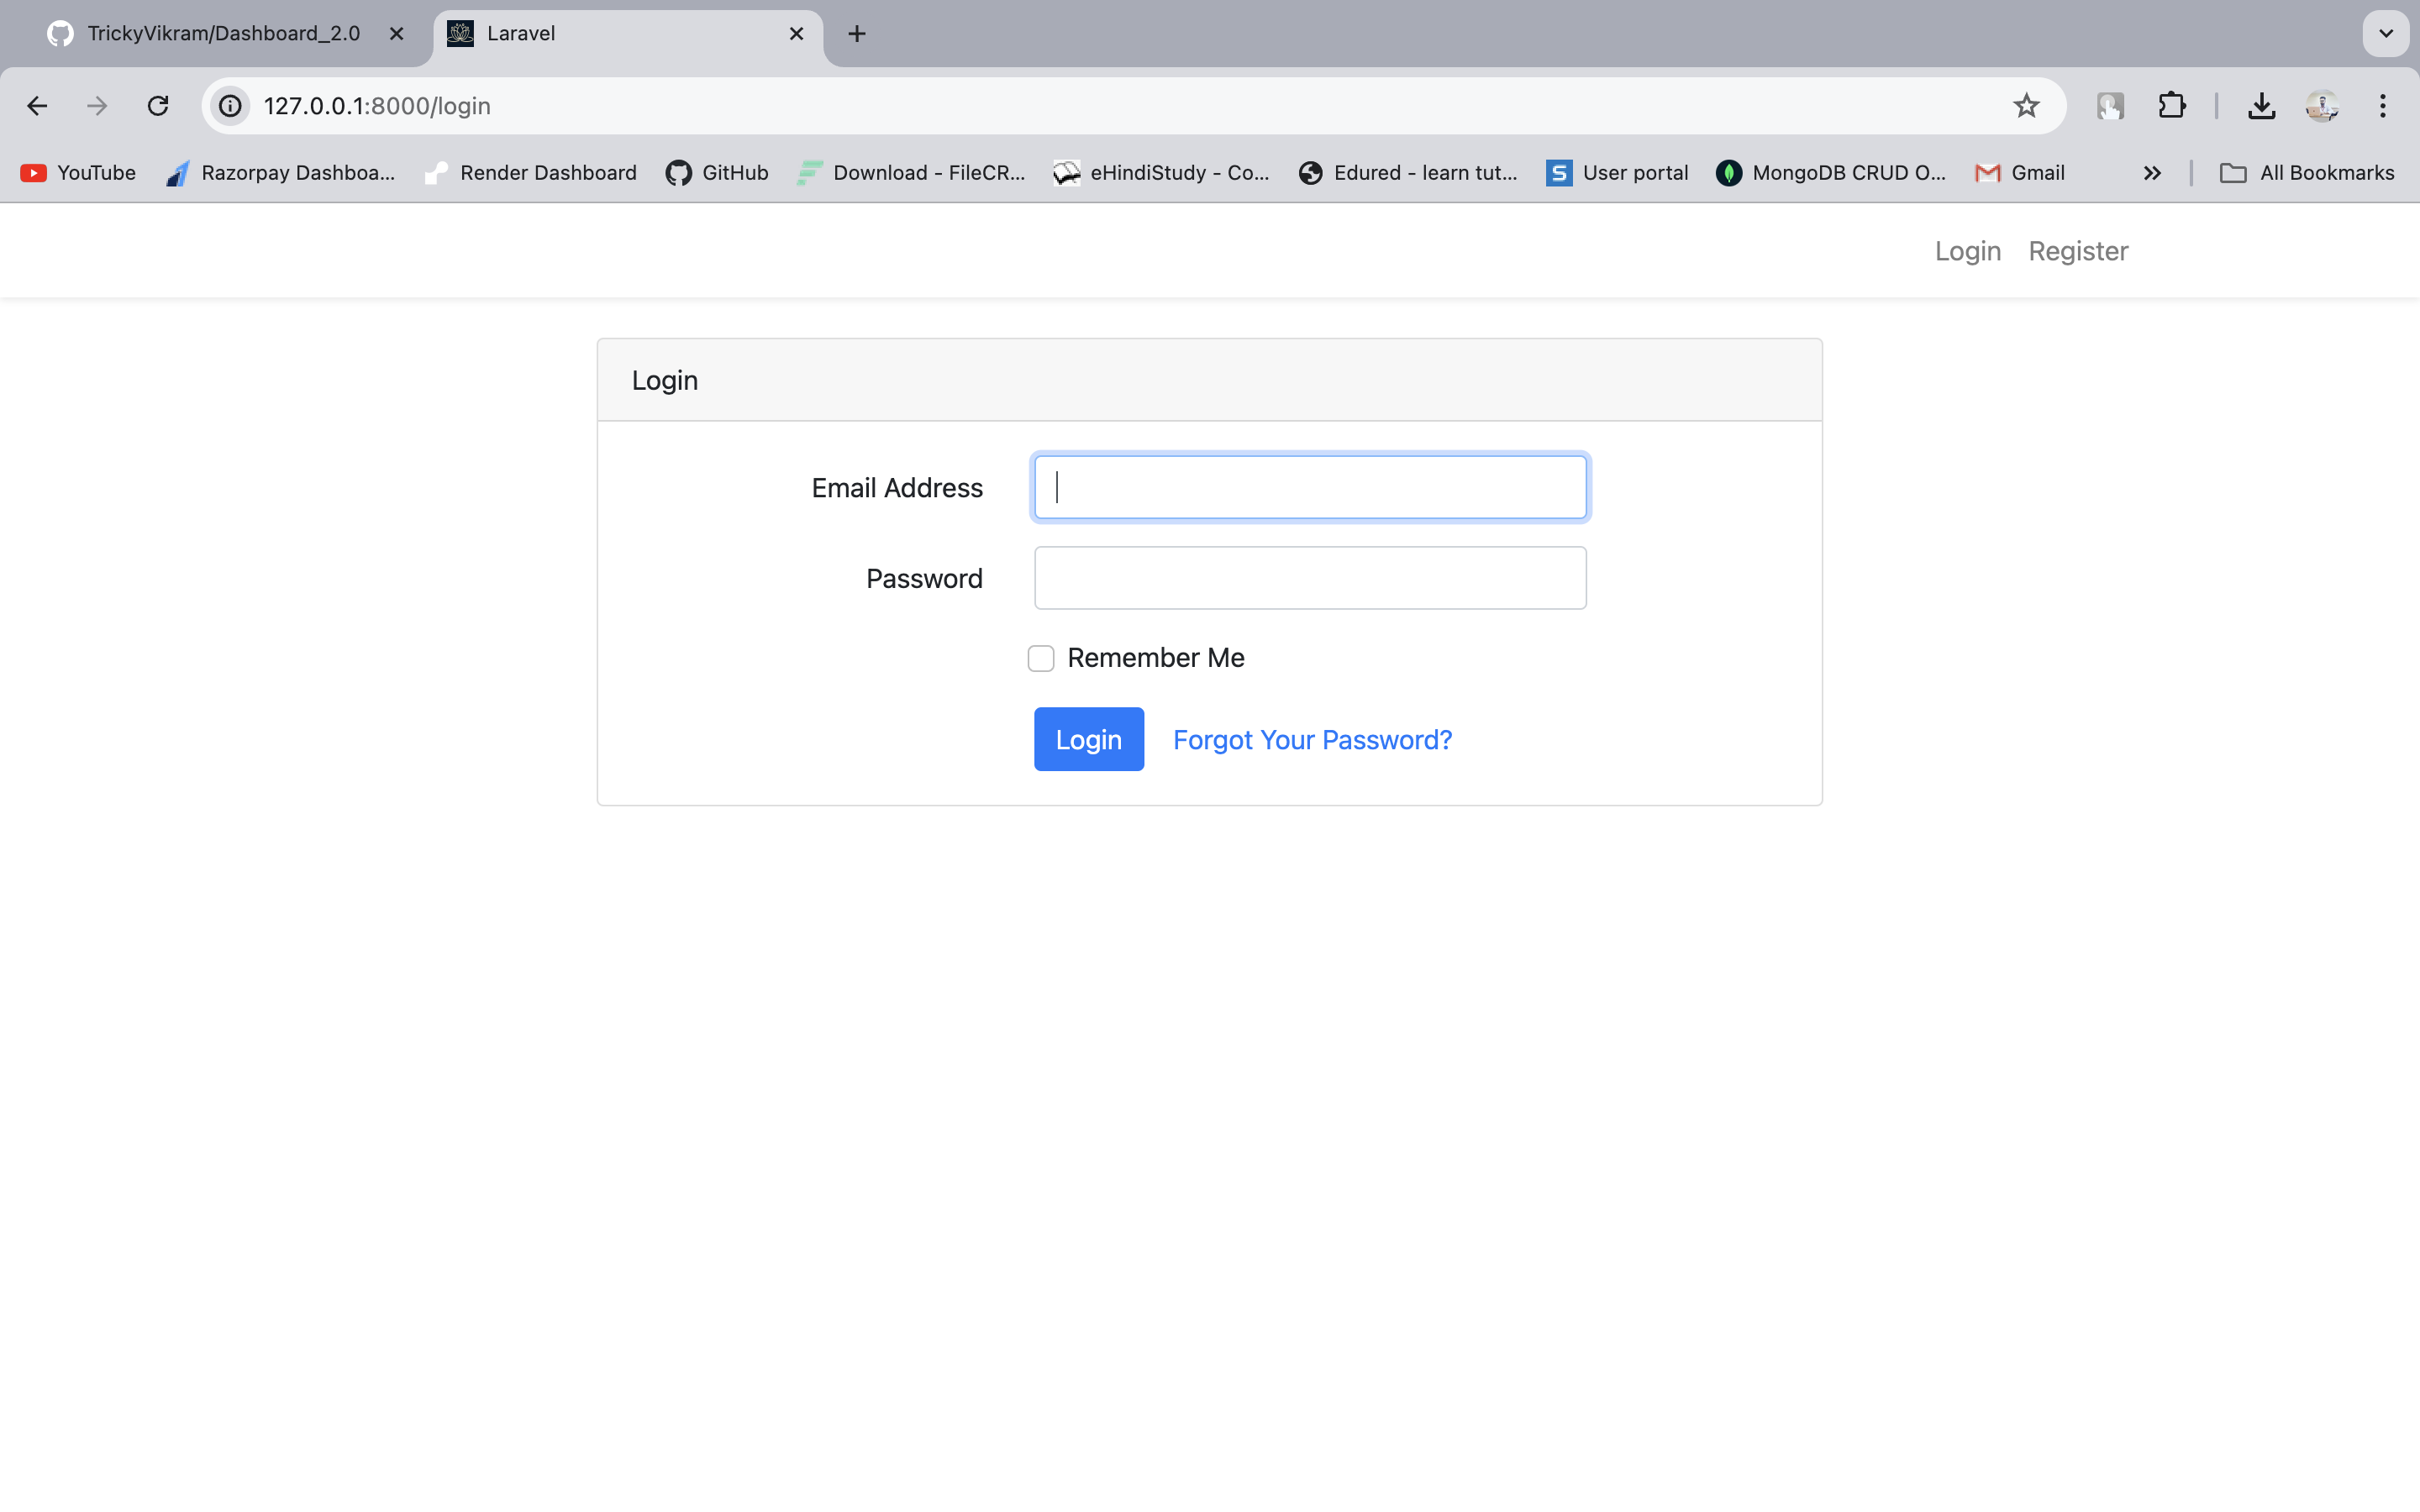 TrickyVikram/Dashboard_2.0
Laravel
127.0.0.1:8000/login
YouTube Razorpay Dashboa... Render Dashboard GitHub Download - FileCR... eHindiStudy - Co... Edured - learn tut... S User portal MongoDB CRUD O... Gmail All Bookmarks
Login Register
Login
Email Address
Password
Remember Me
Login Forgot Your Password?